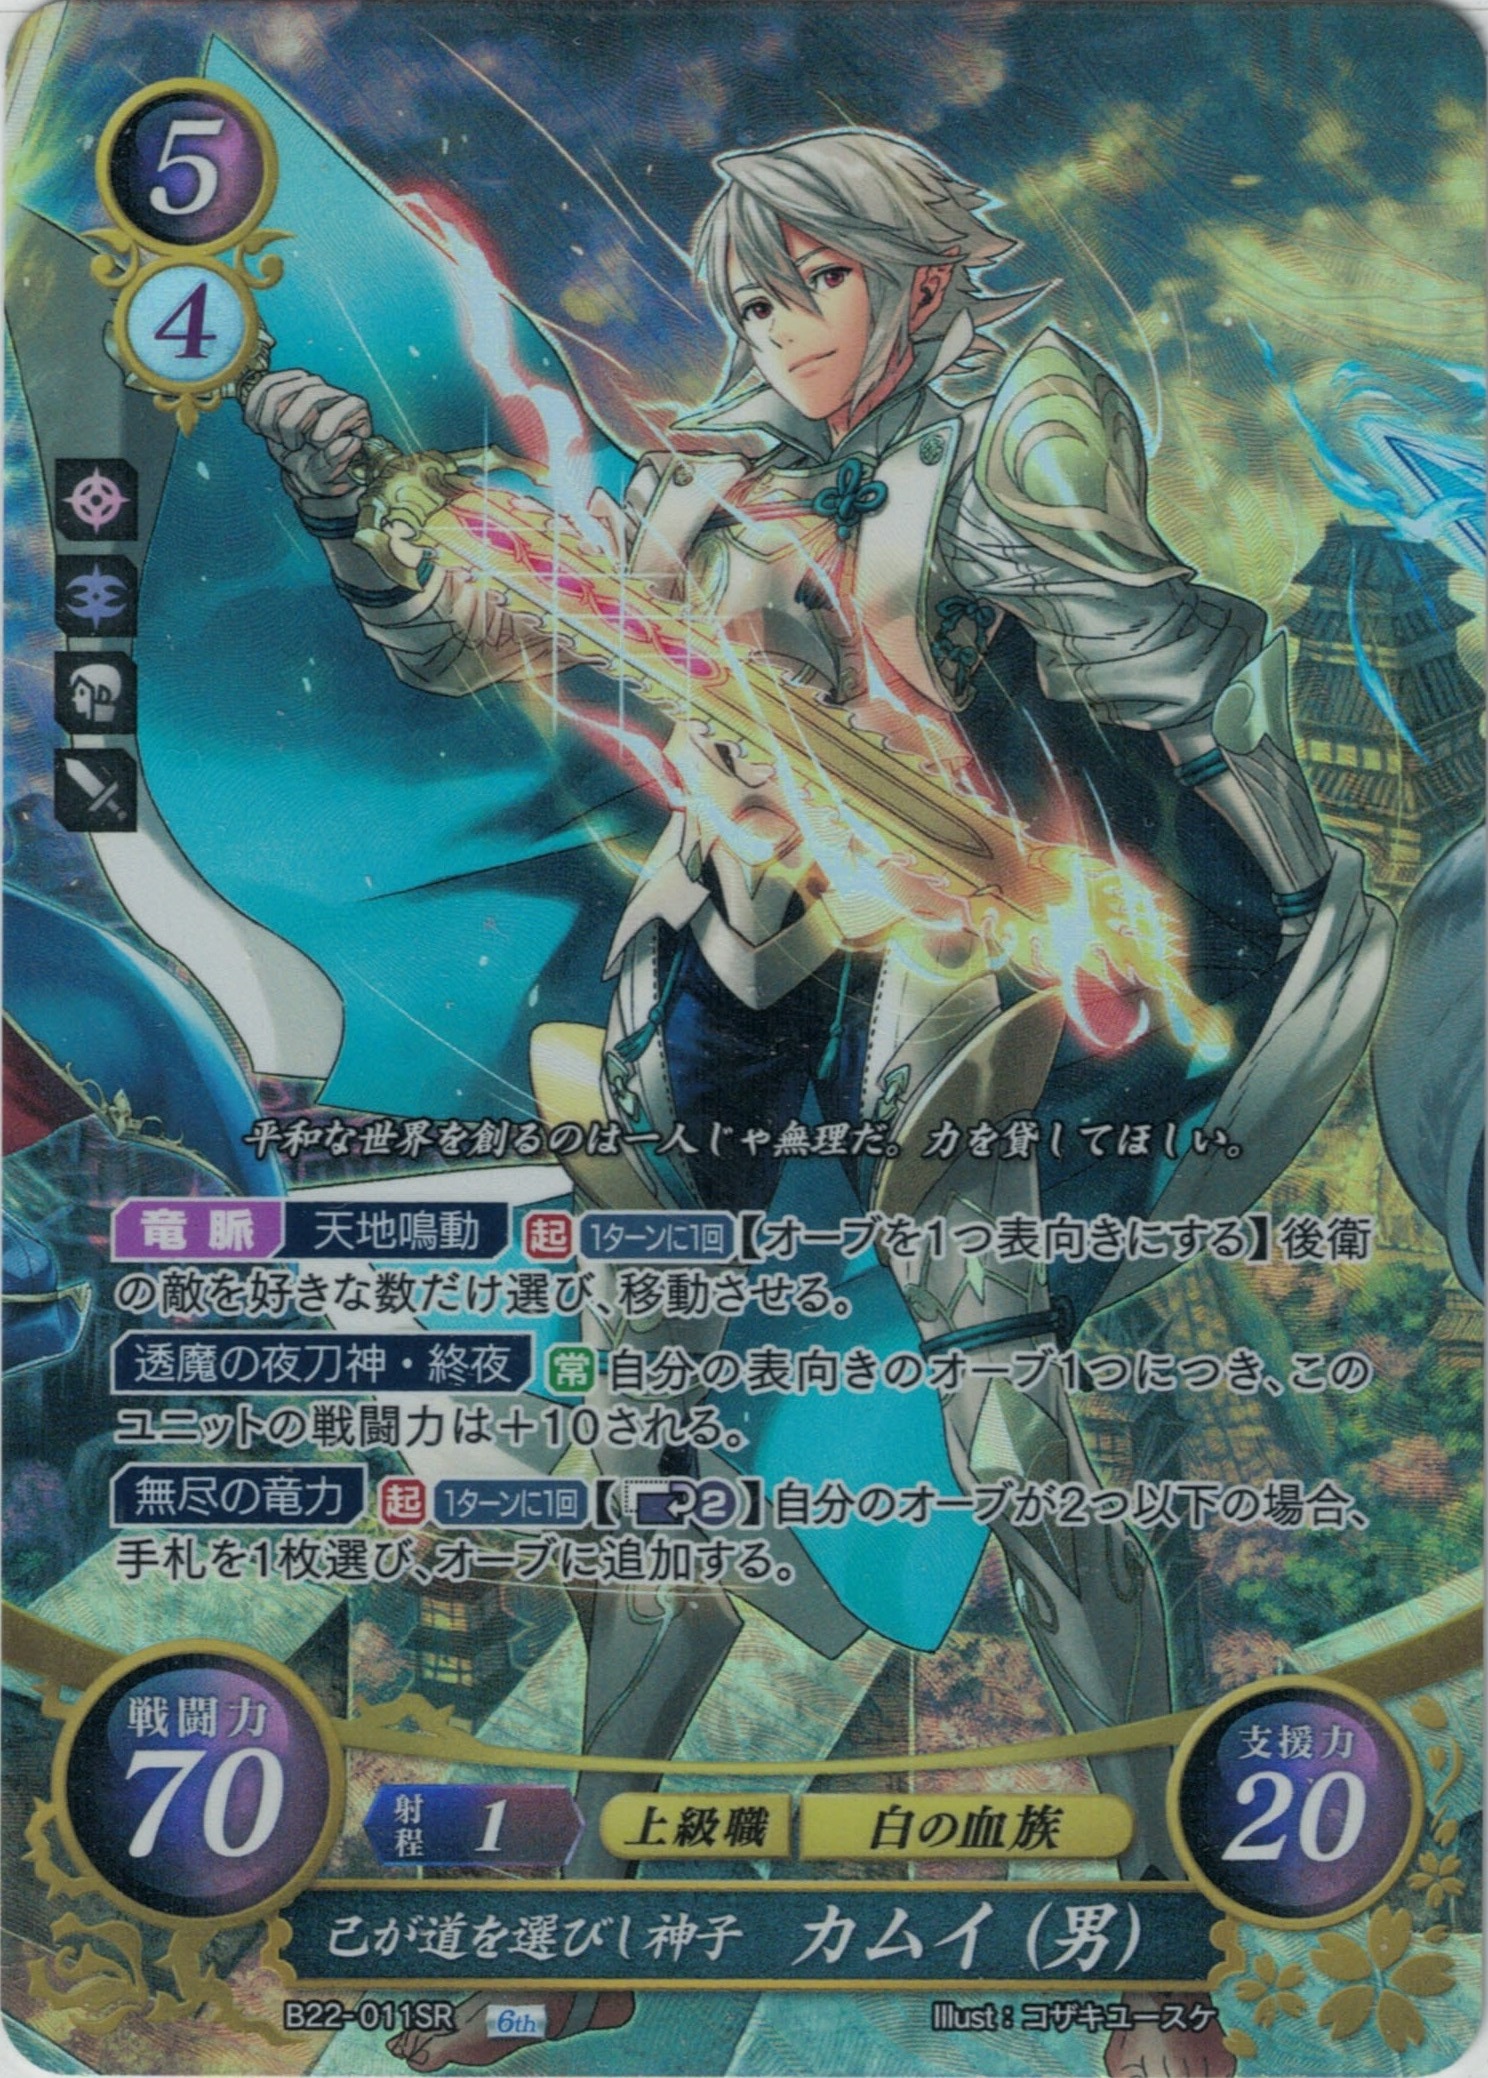 5
4
平和な世界を創るのは一人じゃ無理だ。力を貸してほしい。
竜脈 天地鳴動 起 1ターンに1回【オーブを1つ表向きにする】後衛
の敵を好きな数だけ選び、移動させる。
透魔の夜刀神・終夜 常 自分の表向きのオーブ1つにつき、この
ユニットの戦闘力は+10される。
無尽の竜力 起 1ターンに1回【2】自分のオーブが2つ以下の場合、
手札を1枚選び、オーブに追加する。
戦闘力
70
射程 1
上級職 白の血族
支援力
20
己が道を選びし神子 カムイ(男)
B22-011SR 6th Illust:コザキユースケ